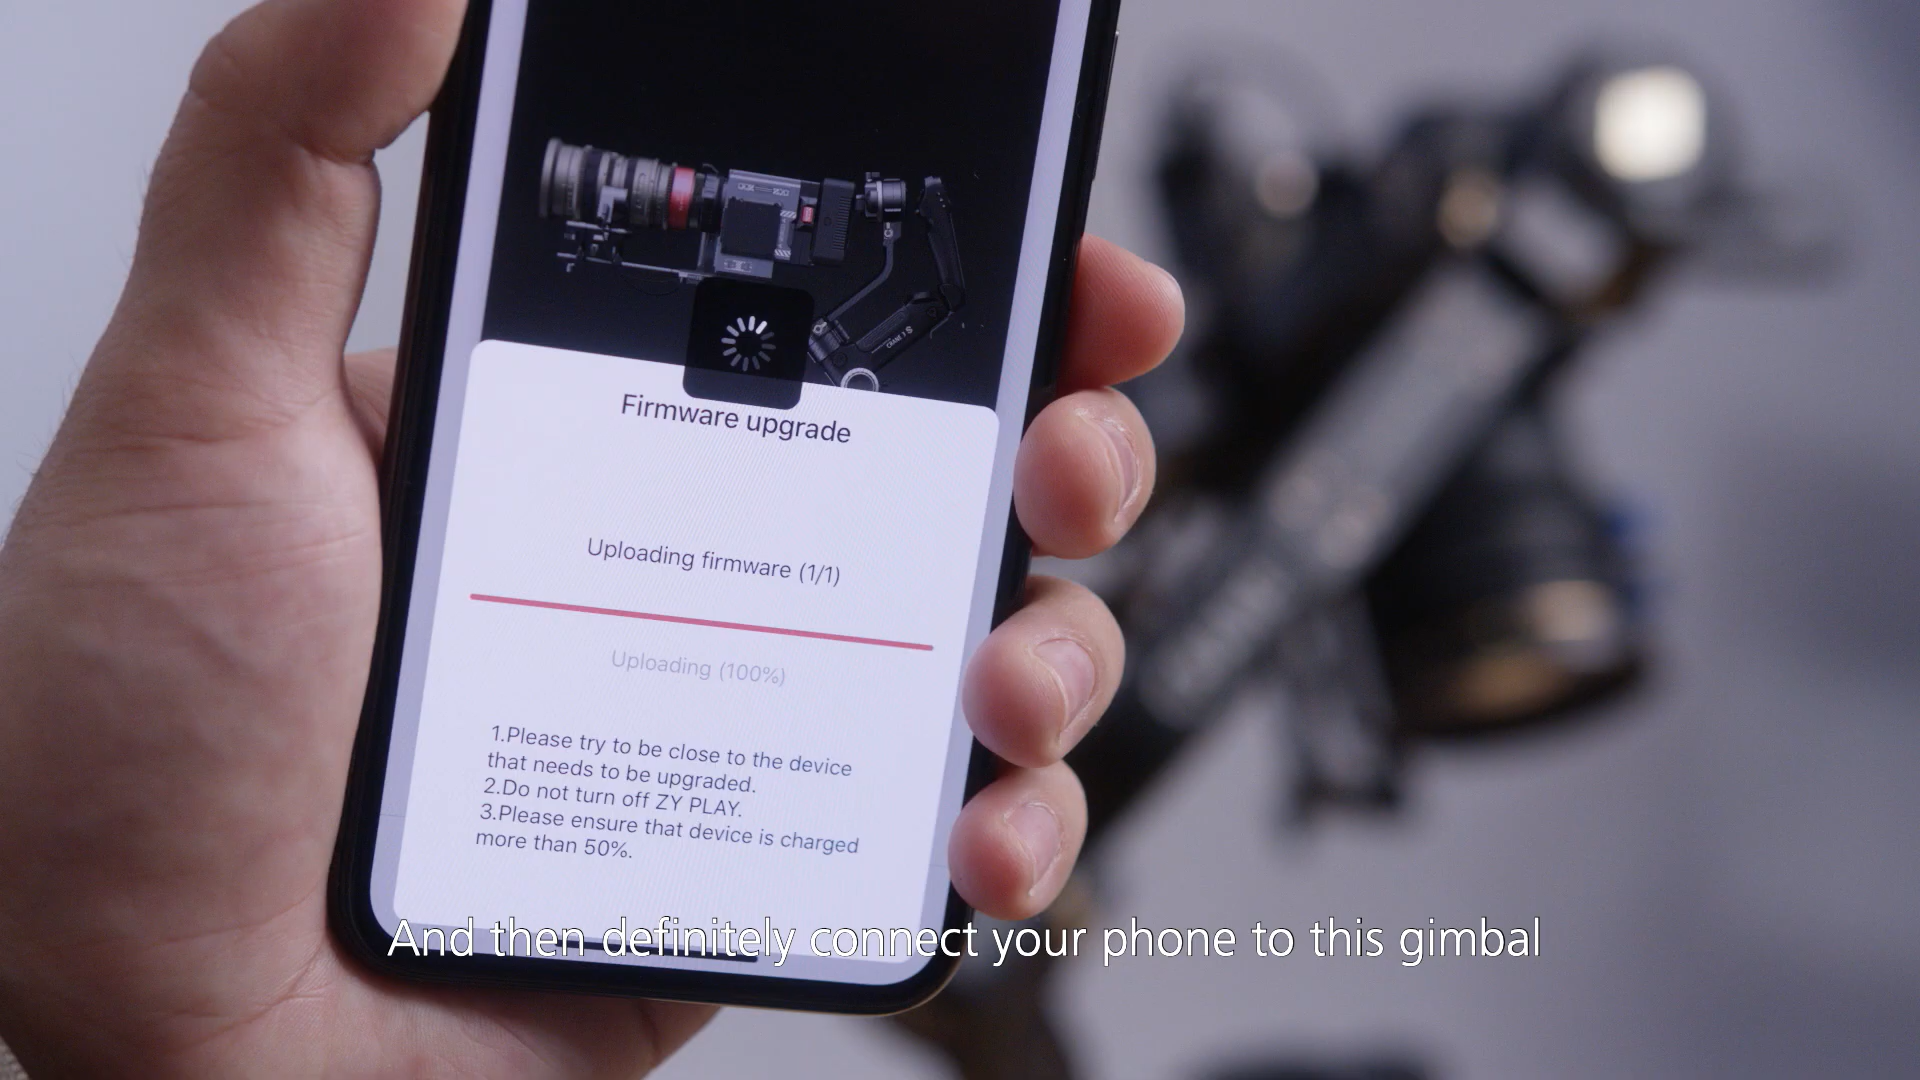 CRANE 3 S
Firmware upgrade
Uploading firmware (1/1)
Uploading (100%)
1.Please try to be close to the device
that needs to be upgraded.
2.Do not turn off ZY PLAY.
3.Please ensure that device is charged
more than 50%.
And then definitely connect your phone to this gimbal